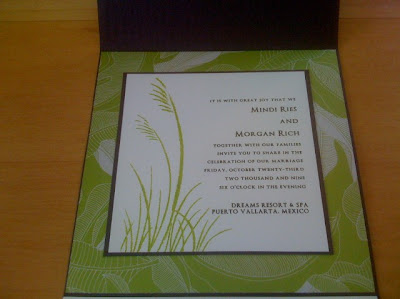 IT IS WITH GREAT JOY THAT WE
MINDI RIES
AND
MORGAN RICH
TOGETHER WITH OUR FAMILIES
INVITE YOU TO SHARE IN THE
CELEBRATION OF OUR MARRIAGE
FRIDAY, OCTOBER TWENTY-THIRD
TWO THOUSAND AND NINE
SIX O'CLOCK IN THE EVENING
DREAMS RESORT & SPA
PUERTO VALLARTA, MEXICO